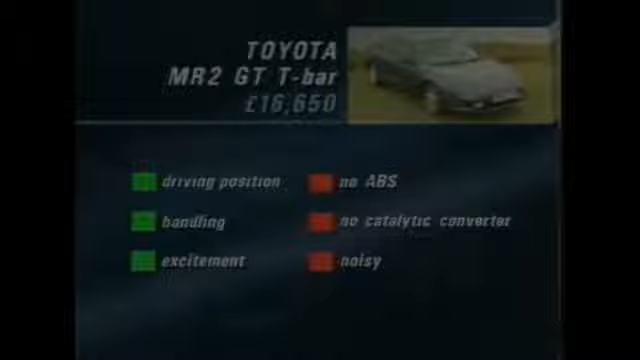 TOYOTA
MR2 GT T-bar
£16,650
driving position
no ABS
handling
no catalytic converter
excitement
noisy